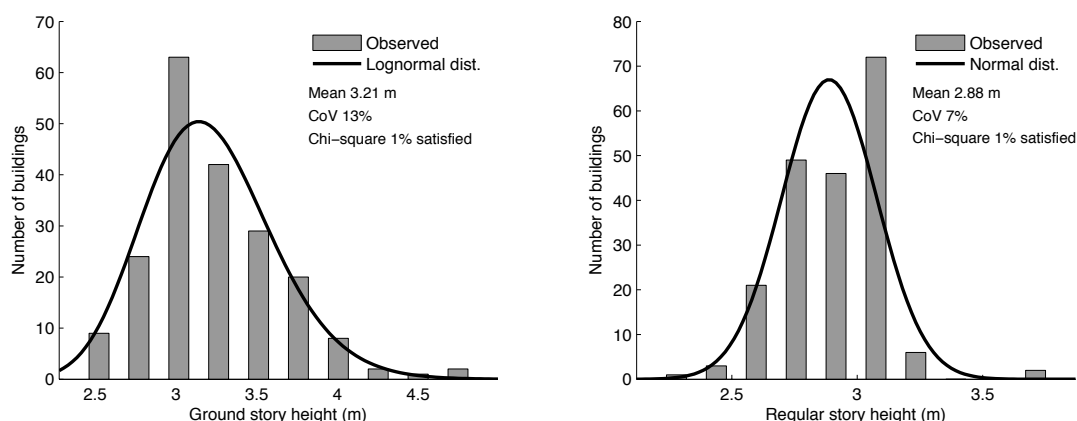 70
60
50
40
30
20
10
0
2.5
3
3.5
4
4.5
Number of buildings
Ground story height (m)
Observed
Lognormal dist.
Mean 3.21 m
CoV 13%
Chi−square 1% satisfied
80
70
60
50
40
30
20
10
0
2.5
3
3.5
Number of buildings
Regular story height (m)
Observed
Normal dist.
Mean 2.88 m
CoV 7%
Chi−square 1% satisfied